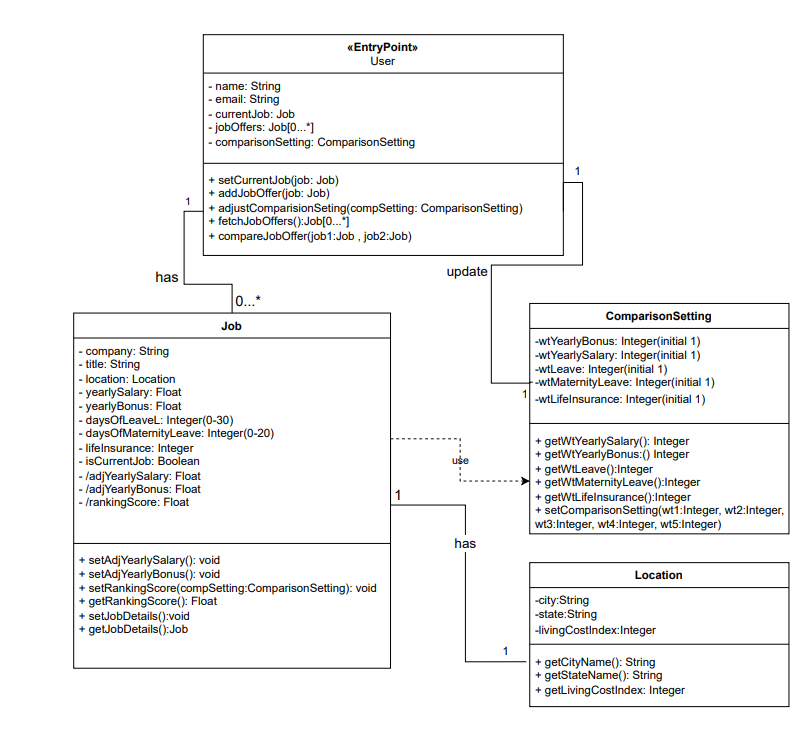 «EntryPoint»
User
- name: String
- email: String
- currentJob: Job
- jobOffers: Job[0...*]
- comparisonSetting: ComparisonSetting
+ setCurrentJob(job: Job)
+ addJobOffer(job: Job)
+ adjustComparisionSeting(compSetting: ComparisonSetting)
+ fetchJobOffers():Job[0...*]
+ compareJobOffer(job1:Job , job2:Job)
1
1
has
0...*
update
1
Job
- company: String
- title: String
- location: Location
- yearlySalary: Float
- yearlyBonus: Float
- daysOfLeaveL: Integer(0-30)
- daysOfMaternityLeave: Integer(0-20)
- lifeInsurance: Integer
- isCurrentJob: Boolean
- /adjYearlySalary: Float
- /adjYearlyBonus: Float
- /rankingScore: Float
+ setAdjYearlySalary(): void
+ setAdjYearlyBonus(): void
+ setRankingScore(compSetting:ComparisonSetting): void
+ getRankingScore(): Float
+ setJobDetails():void
+ getJobDetails():Job
use
1
has
1
ComparisonSetting
-wtYearlyBonus: Integer(initial 1)
-wtYearlySalary: Integer(initial 1)
-wtLeave: Integer(initial 1)
-wtMaternityLeave: Integer(initial 1)
-wtLifeInsurance: Integer(initial 1)
+ getWtYearlySalary(): Integer
+ getWtYearlyBonus:() Integer
+ getWtLeave():Integer
+ getWtMaternityLeave():Integer
+ getWtLifeInsurance():Integer
+ setComparisonSetting(wt1:Integer, wt2:Integer,
wt3:Integer, wt4:Integer, wt5:Integer)
Location
-city:String
-state:String
-livingCostIndex:Integer
+ getCityName(): String
+ getStateName(): String
+ getLivingCostIndex: Integer